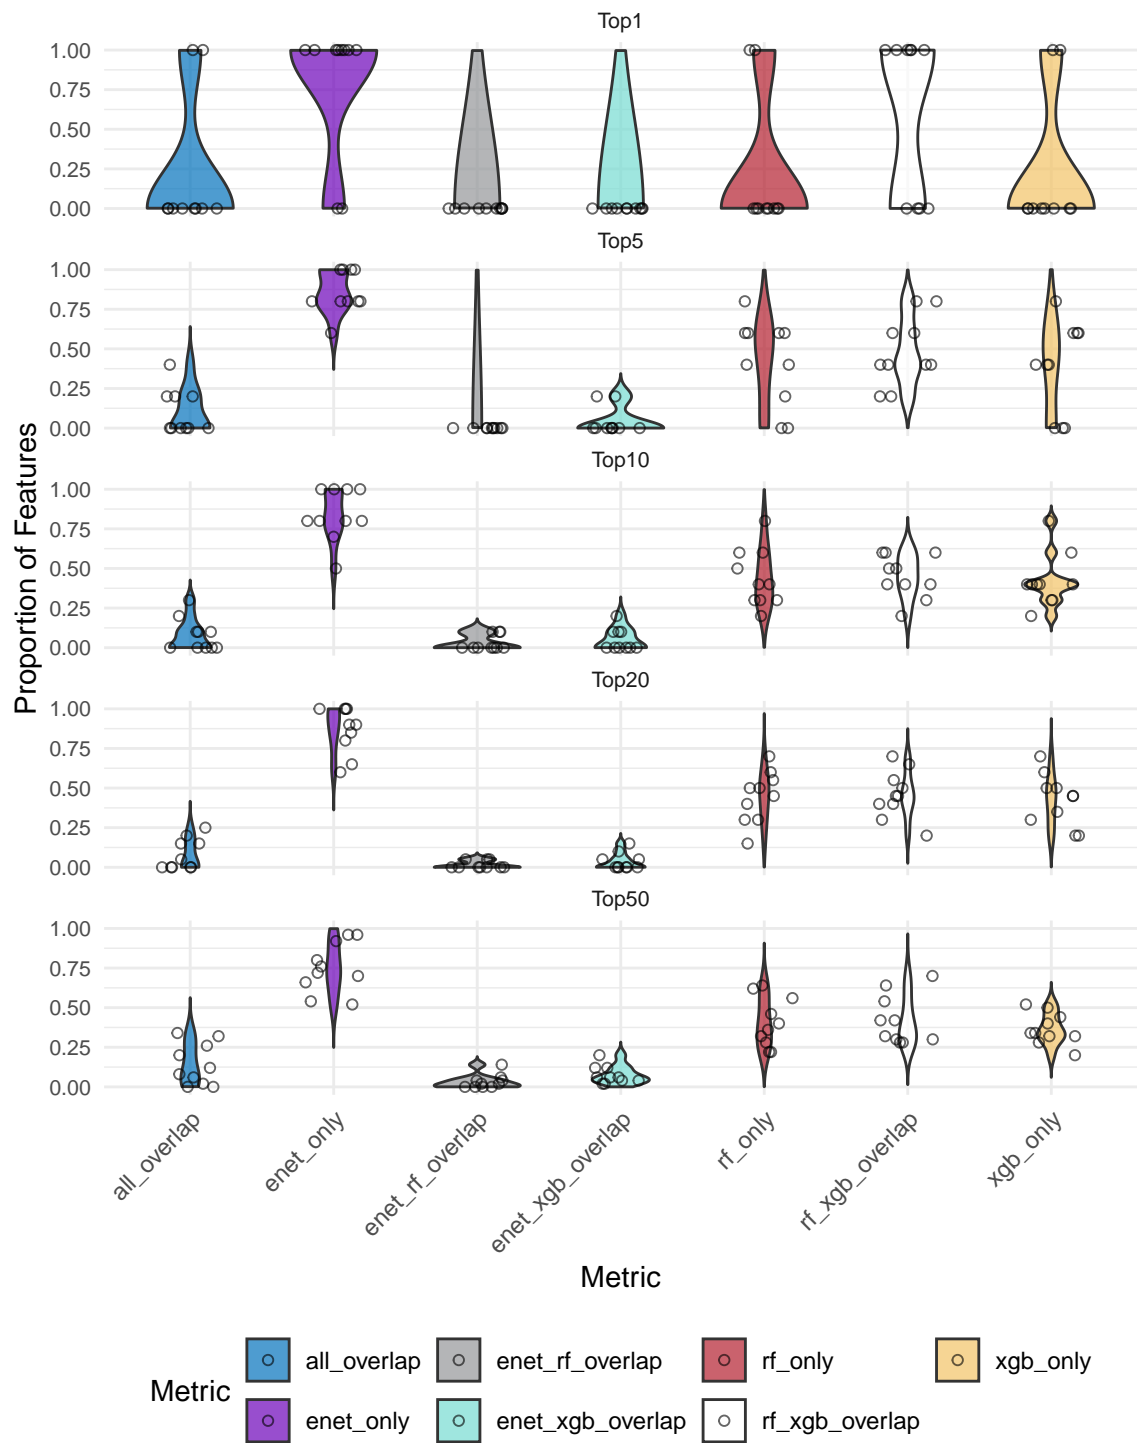 Top1
1.00
0.75
0.50
0.25
0.00
Top5
1.00
0.75
0.50
0.25
0.00
Top10
1.00
0.75
0.50
0.25
0.00
Top20
1.00
0.75
0.50
0.25
0.00
Top50
1.00
0.75
0.50
0.25
0.00
Proportion of Features
all_overlap
enet_only
enet_rf_overlap
enet_xgb_overlap
rf_only
rf_xgb_overlap
xgb_only
Metric
Metric
all_overlap
enet_rf_overlap
rf_only
xgb_only
enet_only
enet_xgb_overlap
rf_xgb_overlap